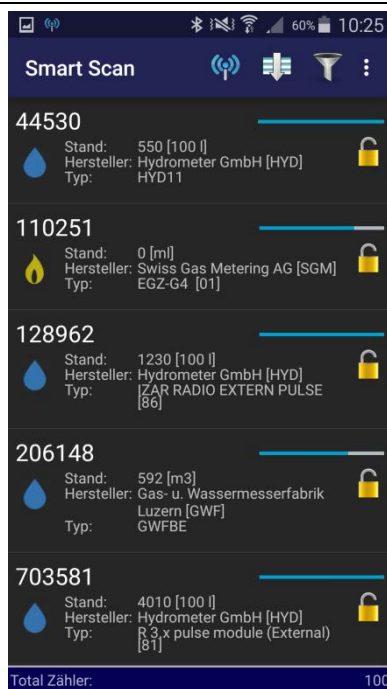 60% 10:25
Smart Scan
44530
Stand: 550 [100 l]
Hersteller: Hydrometer GmbH [HYD]
Typ: HYD11
110251
Stand: 0 [ml]
Hersteller: Swiss Gas Metering AG [SGM]
Typ: EGZ-G4 [01]
128962
Stand: 1230 [100 l]
Hersteller: Hydrometer GmbH [HYD]
Typ: IZAR RADIO EXTERN PULSE
[86]
206148
Stand: 592 [m3]
Hersteller: Gas- u. Wassermesserfabrik
Luzern [GWF]
Typ: GWFBE
703581
Stand: 4010 [100 l]
Hersteller: Hydrometer GmbH [HYD]
Typ: R 3.x pulse module (External)
[81]
Total Zähler: 100